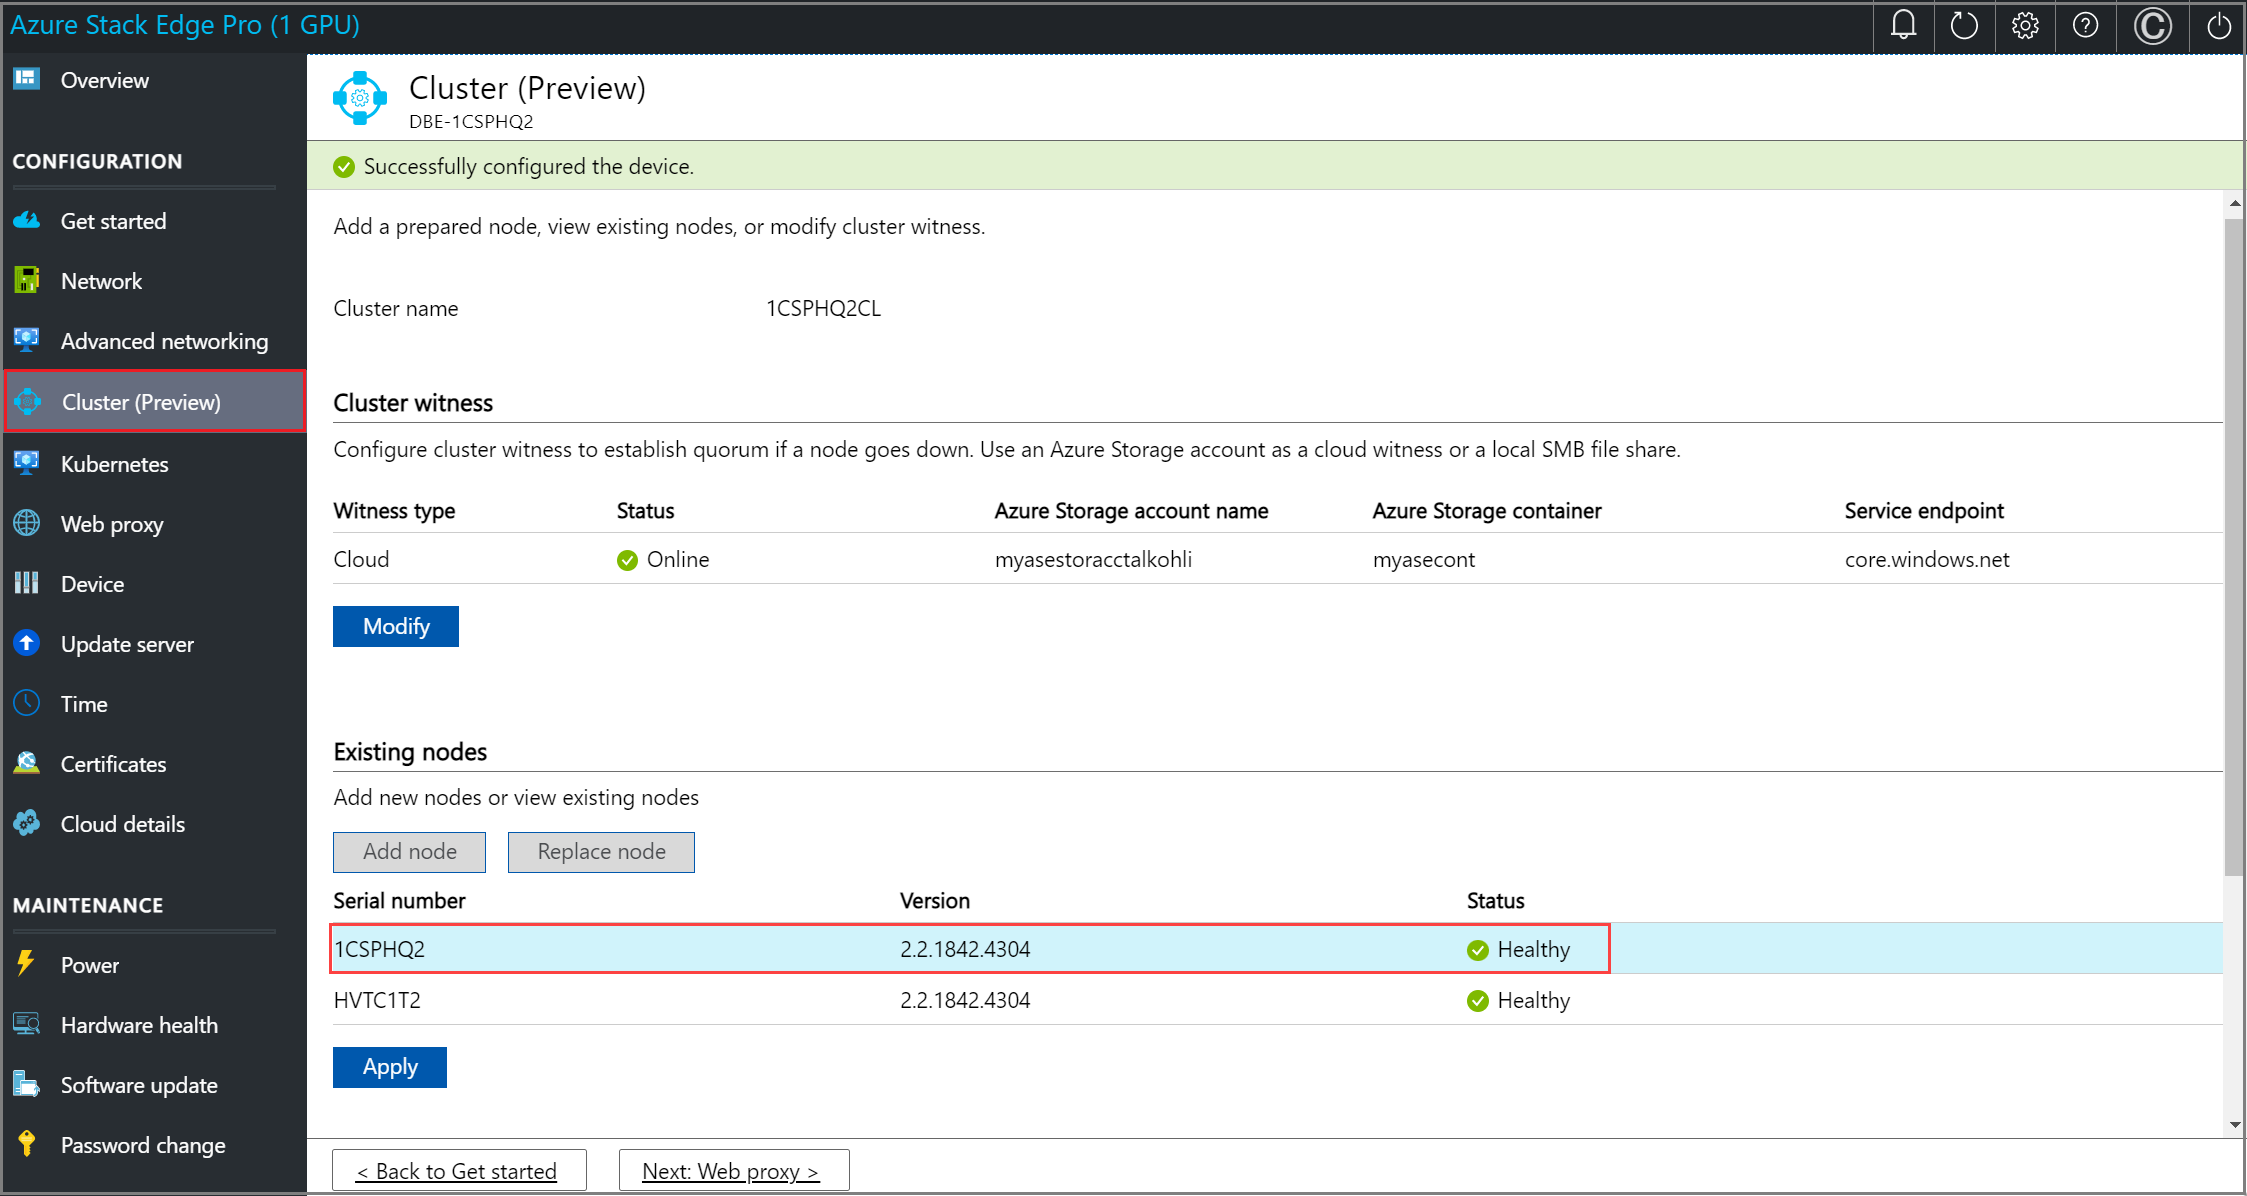 Azure Stack Edge Pro (1 GPU)
Overview
CONFIGURATION
Get started
Network
Advanced networking
Cluster (Preview)
Kubernetes
Web proxy
Device
Update server
Time
Certificates
Cloud details
MAINTENANCE
Power
Hardware health
Software update
Password change
Cluster (Preview)
DBE-1CSPHQ2
Successfully configured the device.
Add a prepared node, view existing nodes, or modify cluster witness.
Cluster name 1CSPHQ2CL
Cluster witness
Configure cluster witness to establish quorum if a node goes down. Use an Azure Storage account as a cloud witness or a local SMB file share.
Witness type Status Azure Storage account name Azure Storage container Service endpoint
Cloud Online myasestoracctalkohli myasecont core.windows.net
Modify
Existing nodes
Add new nodes or view existing nodes
Add node Replace node
Serial number Version Status
1CSPHQ2 2.2.1842.4304 Healthy
HVTC1T2 2.2.1842.4304 Healthy
Apply
< Back to Get started Next: Web proxy >